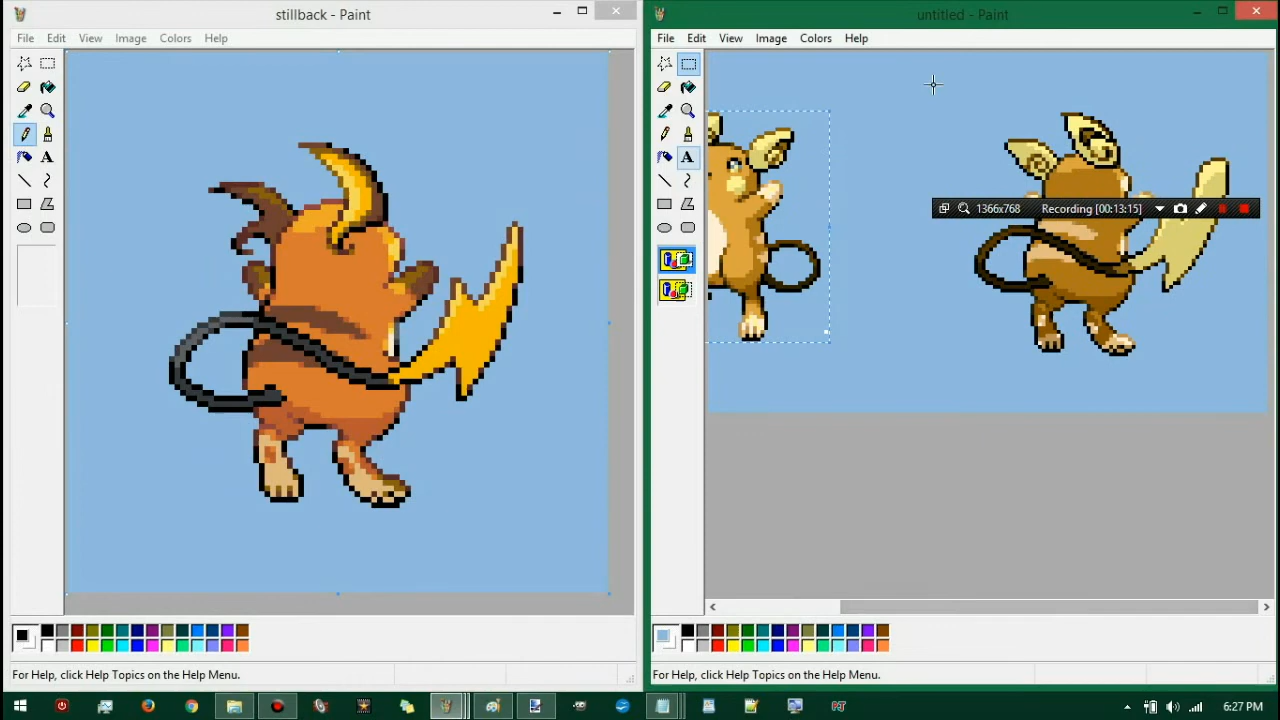 stillback - Paint
File Edit View Image Colors Help
A
For Help, click Help Topics on the Help Menu.
untitled - Paint
File Edit View Image Colors Help
A
1366x768 Recording [00:13:15]
For Help, click Help Topics on the Help Menu.
6:27 PM